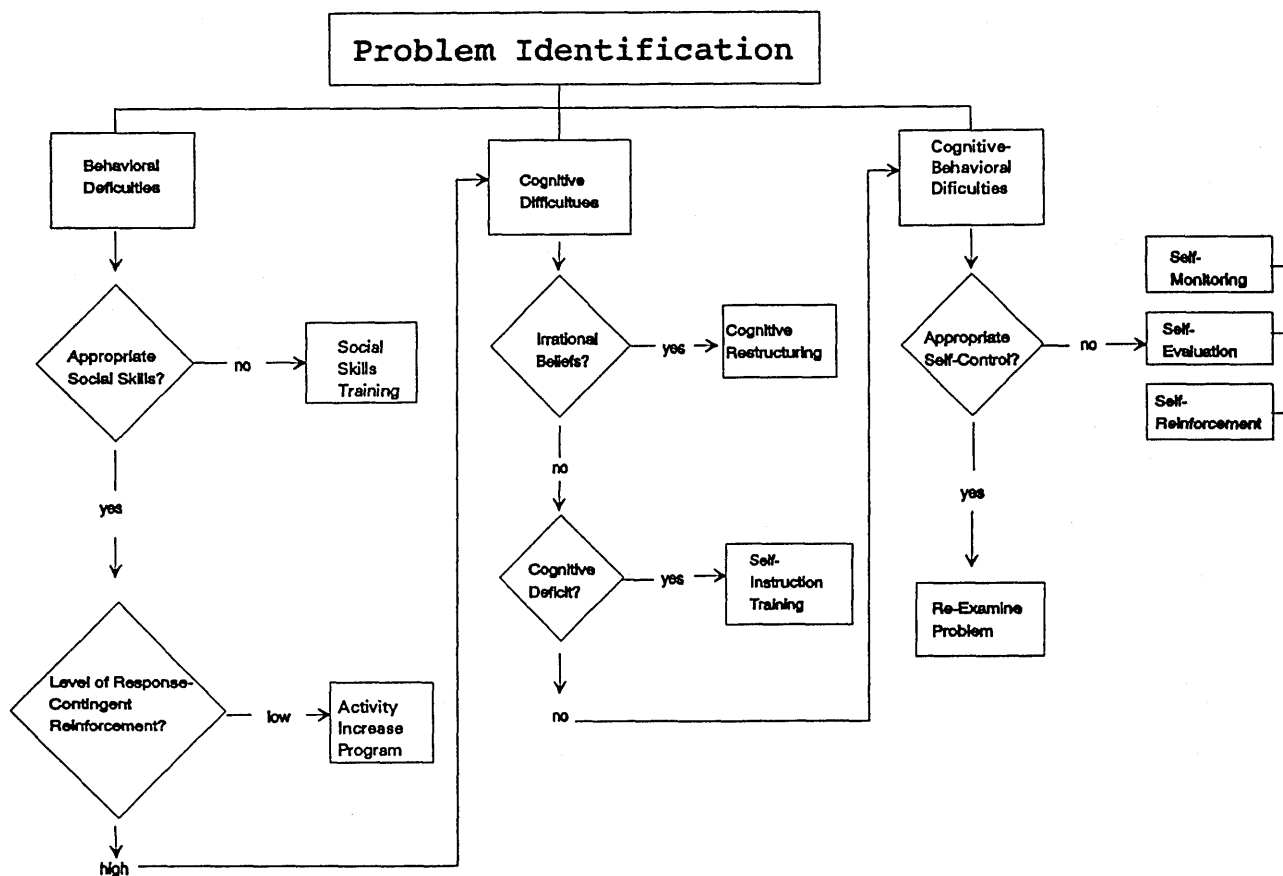 Problem Identification
Behavioral
Deficulties
Appropriate
Social Skills?
no
Social
Skills
Training
yes
Level of Response-
Contingent
Reinforcement?
low
Activity
Increase
Program
high
Cognitive
Difficultues
Irrational
Beliefs?
yes
Cognitive
Restructuring
no
Cognitive
Deficit?
yes
Self-
Instruction
Training
no
Cognitive-
Behavioral
Dificulties
Appropriate
Self-Control?
no
Self-
Monitoring
Self-
Evaluation
Self-
Reinforcement
yes
Re-Examine
Problem